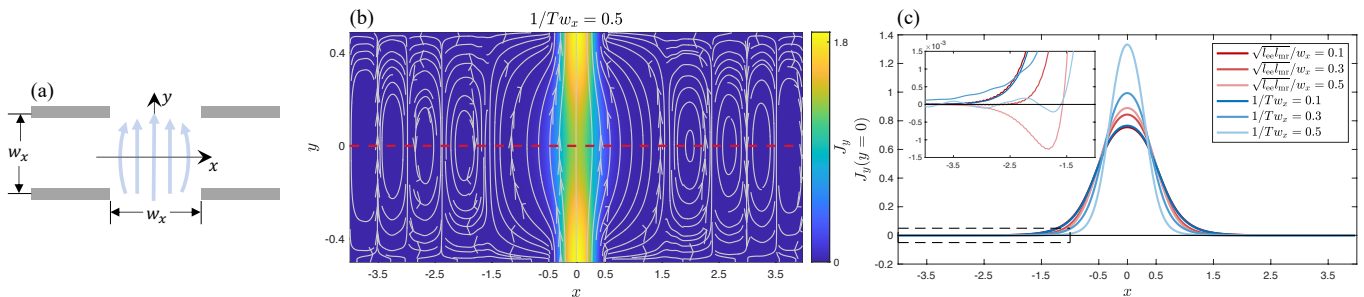 (a)
y
x
w_x
w_x
(b)
1/Tw_x = 0.5
0.4
0.2
0
-0.2
-0.4
y
-3.5
-2.5
-1.5
-0.5
0
0.5
1.5
2.5
3.5
x
1.8
J_y
0
(c)
1.4
1.2
1.0
0.8
0.6
0.4
0.2
0
-0.2
J_y(y = 0)
×10^-3
1.5
1
0.5
0
-0.5
-1
-3.5
-2.5
-1.5
√l_ee l_mr/w_x = 0.1
√l_ee l_mr/w_x = 0.3
√l_ee l_mr/w_x = 0.5
1/Tw_x = 0.1
1/Tw_x = 0.3
1/Tw_x = 0.5
-3.5
-2.5
-1.5
-0.5
0
0.5
1.5
2.5
3.5
x